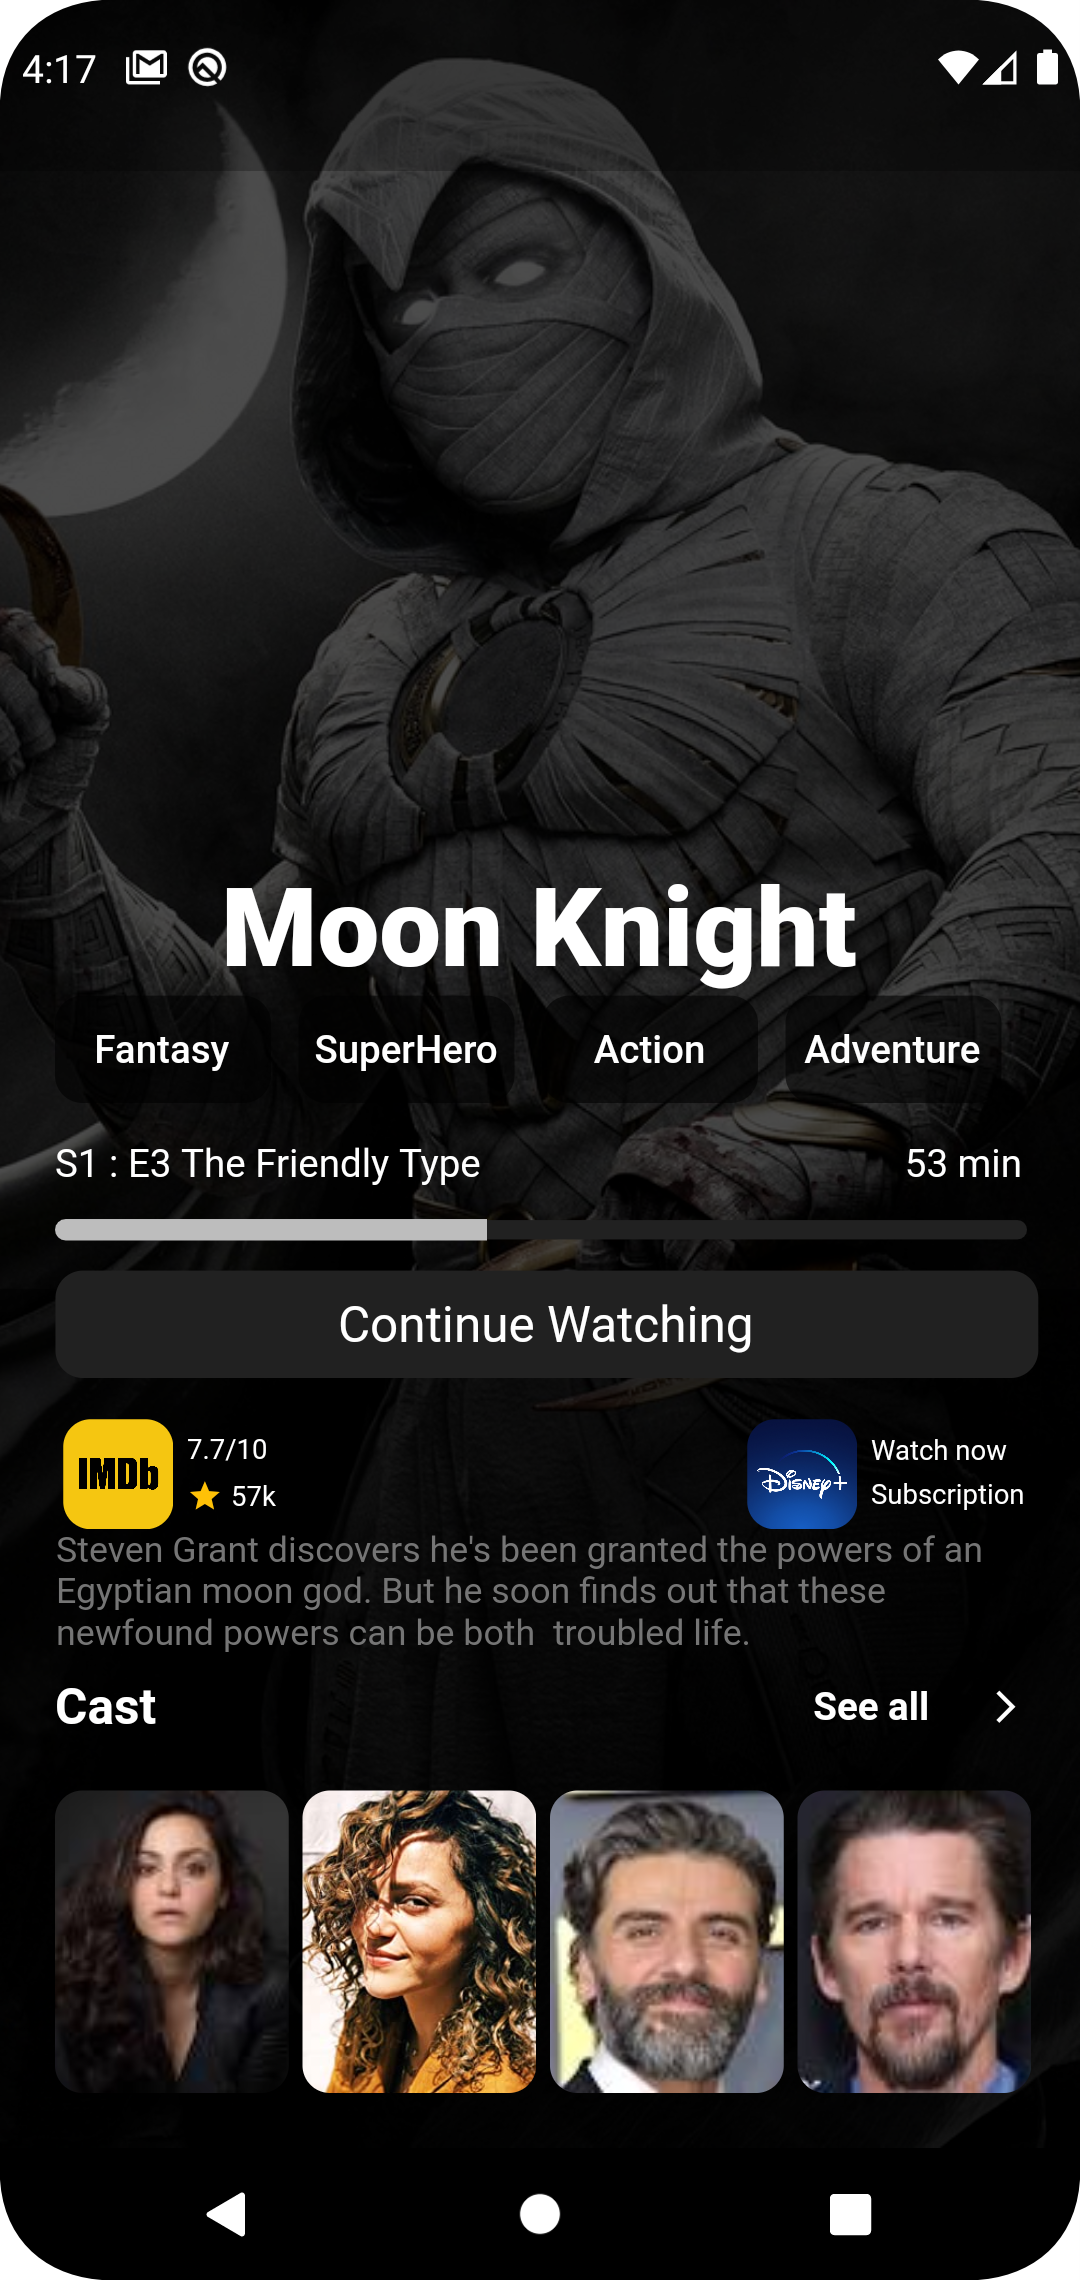 4:17
Moon Knight
Fantasy SuperHero Action Adventure
S1 : E3 The Friendly Type 53 min
Continue Watching
IMDb 7.7/10
57k
Disney+ Watch now
Subscription
Steven Grant discovers he's been granted the powers of an
Egyptian moon god. But he soon finds out that these
newfound powers can be both  troubled life.
Cast See all